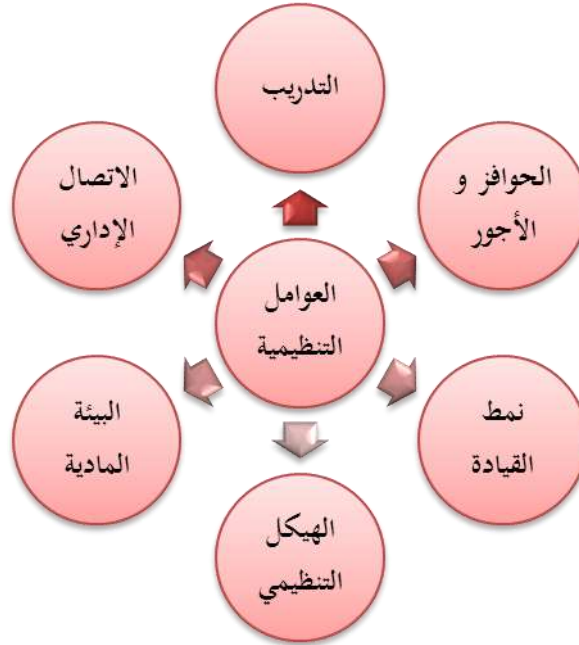 التدريب
الحوافز و
الأجور
الاتصال
الإداري
العوامل
التنظيمية
نمط
القيادة
البيئة
المادية
الهيكل
التنظيمي